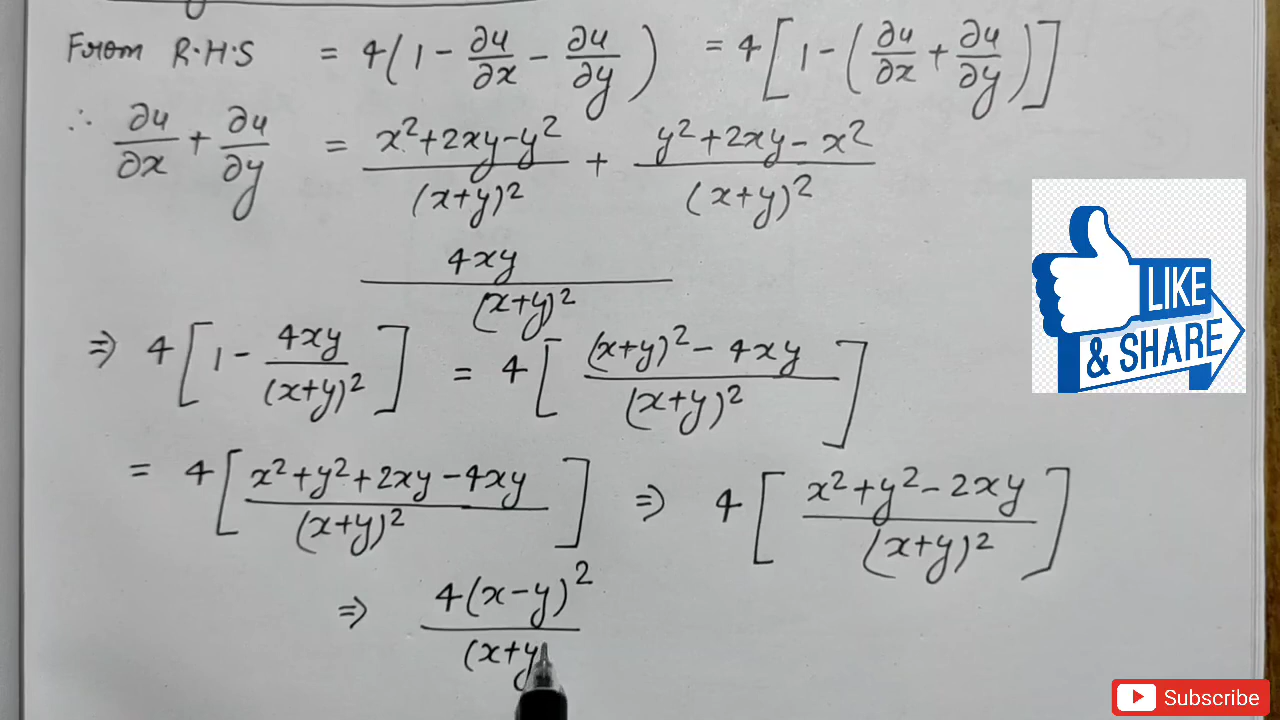 From R.H.S = 4(1 - ∂u/∂x - ∂u/∂y) = 4[1 - (∂u/∂x + ∂u/∂y)]
∴ ∂u/∂x + ∂u/∂y = (x²+2xy-y²)/(x+y)² + (y²+2xy-x²)/(x+y)²
4xy/(x+y)²
⇒ 4[1 - 4xy/(x+y)²] = 4[((x+y)² - 4xy)/(x+y)²]
= 4[(x²+y²+2xy-4xy)/(x+y)²] ⇒ 4[(x²+y²-2xy)/(x+y)²]
⇒ 4(x-y)²/(x+y
LIKE
& SHARE
Subscribe